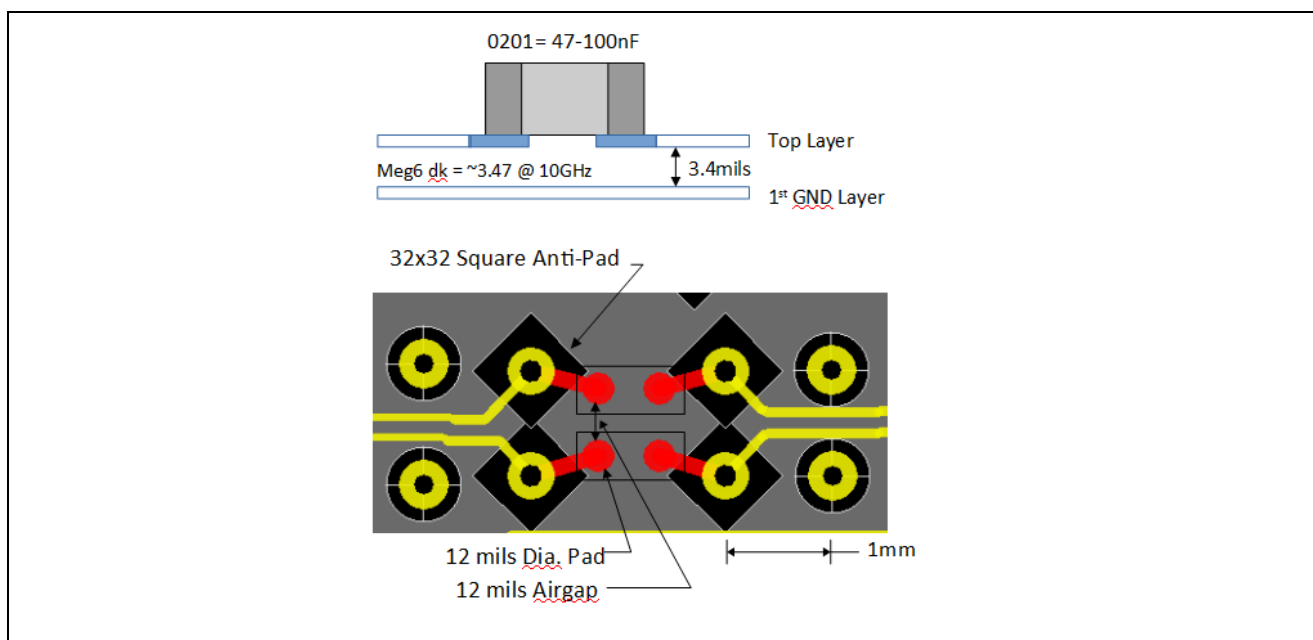 0201= 47-100nF
Top Layer
Meg6 dk = ~3.47 @ 10GHz
3.4mils
1st GND Layer
32x32 Square Anti-Pad
1mm
12 mils Dia. Pad
12 mils Airgap